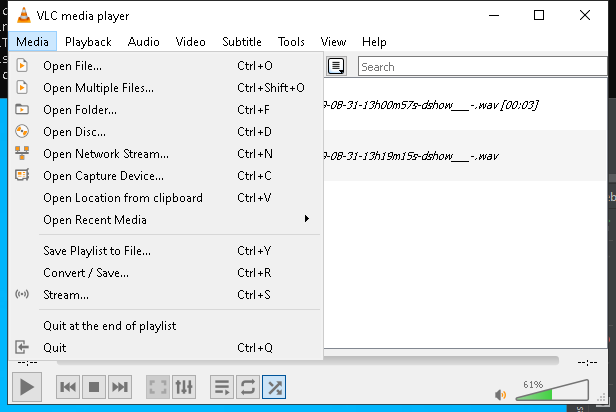 VLC media player
Media Playback Audio Video Subtitle Tools View Help
Open File... Ctrl+O
Search
Open Multiple Files... Ctrl+Shift+O
Open Folder... Ctrl+F
-08-31-13h00m57s-dshow___-.wav [00:03]
Open Disc... Ctrl+D
Open Network Stream... Ctrl+N
-08-31-13h19m15s-dshow___-.wav
Open Capture Device... Ctrl+C
Open Location from clipboard Ctrl+V
Open Recent Media
Save Playlist to File... Ctrl+Y
Convert / Save... Ctrl+R
Stream... Ctrl+S
Quit at the end of playlist
Quit Ctrl+Q
--:-- --:--
61%